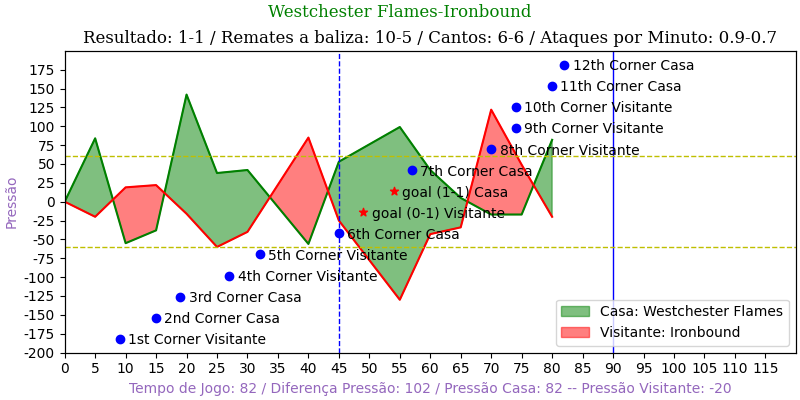 Westchester Flames-Ironbound
Resultado: 1-1 / Remates a baliza: 10-5 / Cantos: 6-6 / Ataques por Minuto: 0.9-0.7
Pressão
175
150
125
100
75
50
25
0
-25
-50
-75
-100
-125
-150
-175
-200
12th Corner Casa
11th Corner Casa
10th Corner Visitante
9th Corner Visitante
8th Corner Visitante
7th Corner Casa
goal (1-1) Casa
goal (0-1) Visitante
6th Corner Casa
5th Corner Visitante
4th Corner Visitante
3rd Corner Casa
2nd Corner Casa
1st Corner Visitante
Casa: Westchester Flames
Visitante: Ironbound
0 5 10 15 20 25 30 35 40 45 50 55 60 65 70 75 80 85 90 95 100 105 110 115
Tempo de Jogo: 82 / Diferença Pressão: 102 / Pressão Casa: 82 -- Pressão Visitante: -20